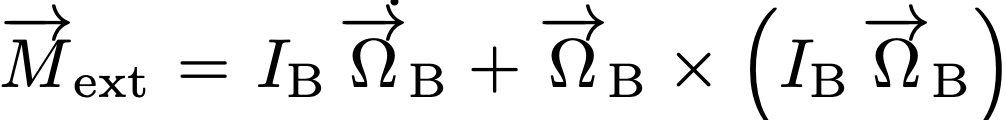 $\overrightarrow{M}_{\text{ext}} = I_{\text{B}} \, \dot{\overrightarrow{\Omega}}_{\text{B}} + \overrightarrow{\Omega}_{\text{B}} \times \left( I_{\text{B}} \, \overrightarrow{\Omega}_{\text{B}} \right)$